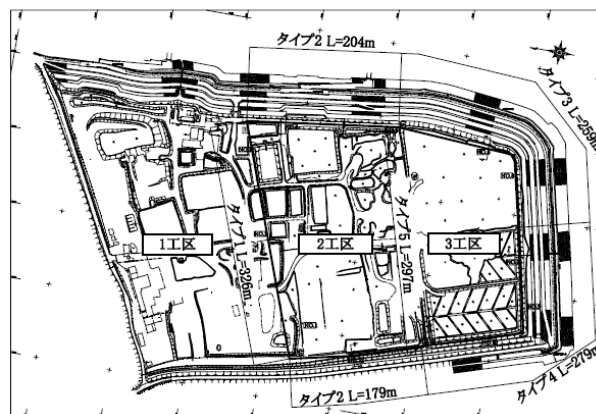 タイプ2 L=204m
タイプ3 L=259m
1工区
タイプ1 L=326m
2工区
タイプ5 L=297m
3工区
タイプ2 L=179m
タイプ4 L=279m